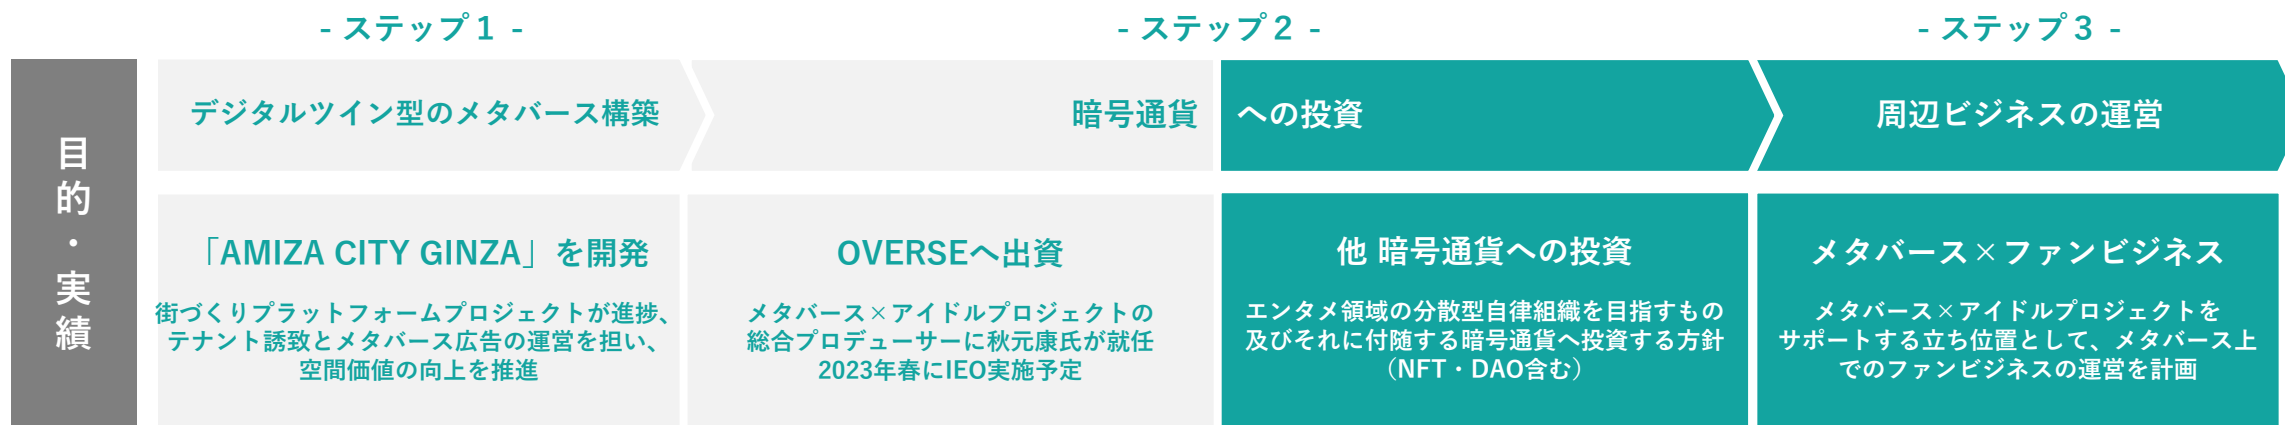 - ステップ１ -
- ステップ２ -
- ステップ３ -
目的・実績
デジタルツイン型のメタバース構築
暗号通貨 への投資
周辺ビジネスの運営
「AMIZA CITY GINZA」を開発
街づくりプラットフォームプロジェクトが進捗、
テナント誘致とメタバース広告の運営を担い、
空間価値の向上を推進
OVERSEへ出資
メタバース×アイドルプロジェクトの
総合プロデューサーに秋元康氏が就任
2023年春にIEO実施予定
他 暗号通貨への投資
エンタメ領域の分散型自律組織を目指すもの
及びそれに付随する暗号通貨へ投資する方針
（NFT・DAO含む）
メタバース×ファンビジネス
メタバース×アイドルプロジェクトを
サポートする立ち位置として、メタバース上
でのファンビジネスの運営を計画